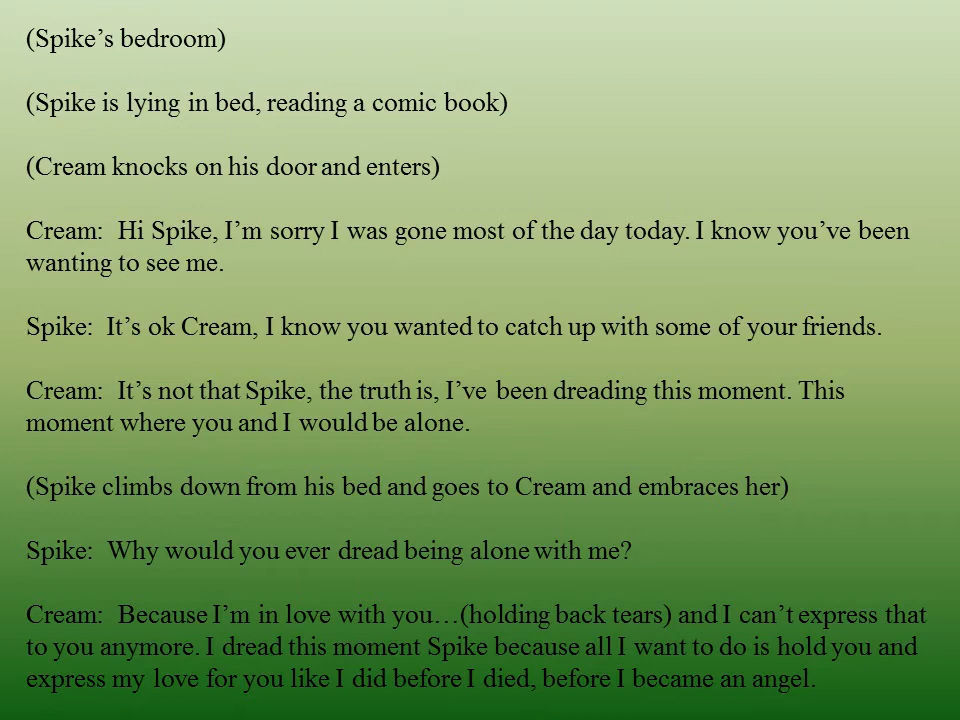 (Spike’s bedroom)
(Spike is lying in bed, reading a comic book)
(Cream knocks on his door and enters)
Cream:  Hi Spike, I’m sorry I was gone most of the day today. I know you’ve been
wanting to see me.
Spike:  It’s ok Cream, I know you wanted to catch up with some of your friends.
Cream:  It’s not that Spike, the truth is, I’ve been dreading this moment. This
moment where you and I would be alone.
(Spike climbs down from his bed and goes to Cream and embraces her)
Spike:  Why would you ever dread being alone with me?
Cream:  Because I’m in love with you…(holding back tears) and I can’t express that
to you anymore. I dread this moment Spike because all I want to do is hold you and
express my love for you like I did before I died, before I became an angel.